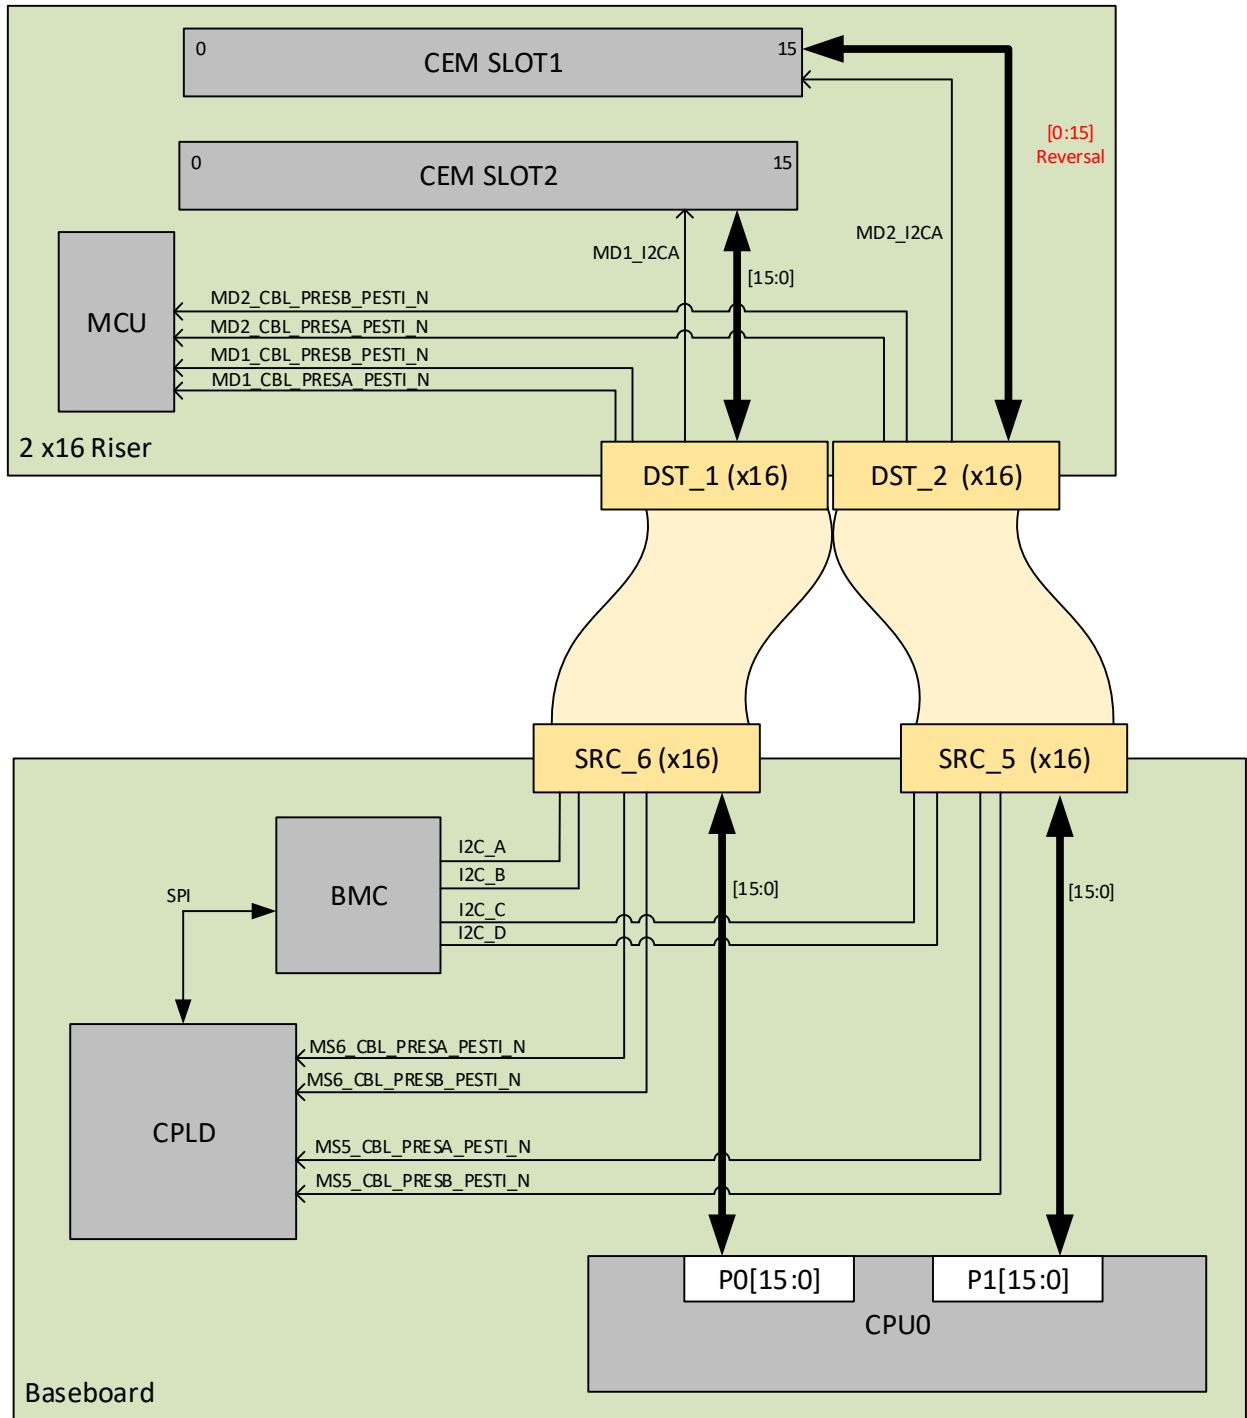 0
CEM SLOT1
15
[0:15]
Reversal
0
CEM SLOT2
15
MD1_I2CA
MD2_I2CA
[15:0]
MCU
MD2_CBL_PRESB_PESTI_N
MD2_CBL_PRESA_PESTI_N
MD1_CBL_PRESB_PESTI_N
MD1_CBL_PRESA_PESTI_N
2 x16 Riser
DST_1 (x16)
DST_2 (x16)
SRC_6 (x16)
SRC_5 (x16)
BMC
I2C_A
I2C_B
I2C_C
I2C_D
SPI
[15:0]
[15:0]
CPLD
MS6_CBL_PRESA_PESTI_N
MS6_CBL_PRESB_PESTI_N
MS5_CBL_PRESA_PESTI_N
MS5_CBL_PRESB_PESTI_N
P0[15:0]
P1[15:0]
CPU0
Baseboard